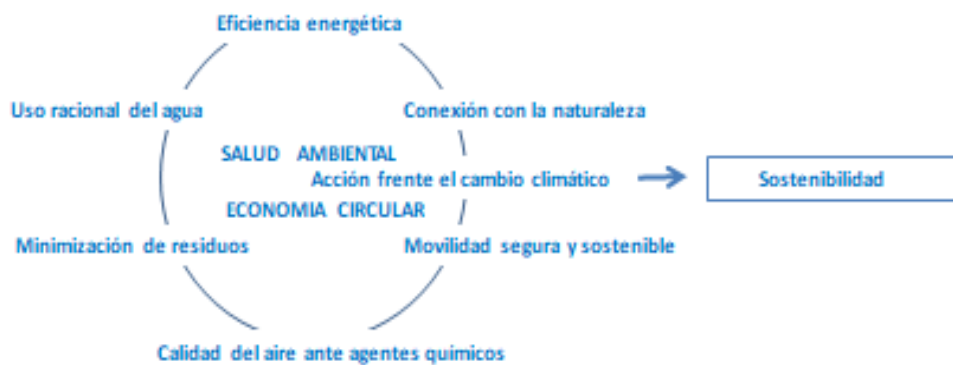 Eficiencia energética
Uso racional del agua
Conexión con la naturaleza
SALUD AMBIENTAL
Acción frente el cambio climático
Sostenibilidad
ECONOMIA CIRCULAR
Minimización de residuos
Movilidad segura y sostenible
Calidad del aire ante agentes químicos